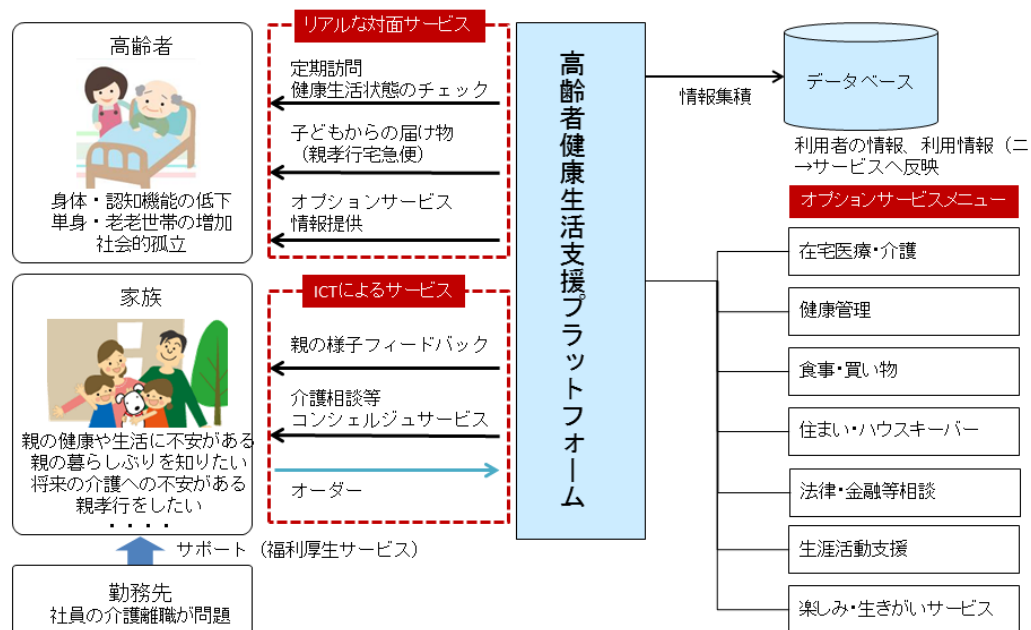 高齢者
身体・認知機能の低下
単身・老老世帯の増加
社会的孤立
リアルな対面サービス
定期訪問
健康生活状態のチェック
子どもからの届け物
（親孝行宅急便）
オプションサービス
情報提供
家族
親の健康や生活に不安がある
親の暮らしぶりを知りたい
将来の介護への不安がある
親孝行をしたい
・・・・
ICTによるサービス
親の様子フィードバック
介護相談等
コンシェルジュサービス
オーダー
サポート（福利厚生サービス）
勤務先
社員の介護離職が問題
高齢者健康生活支援プラットフォーム
情報集積
データベース
利用者の情報、利用情報（ニ
→サービスへ反映
オプションサービスメニュー
在宅医療・介護
健康管理
食事・買い物
住まい・ハウスキーパー
法律・金融等相談
生涯活動支援
楽しみ・生きがいサービス